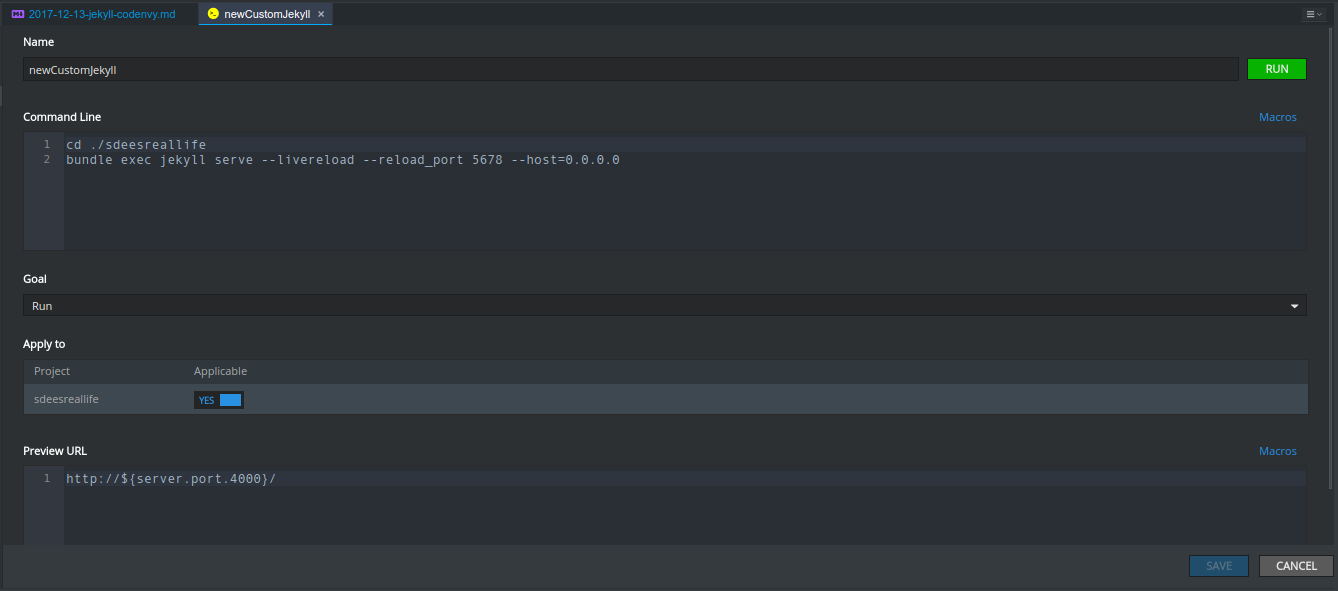 2017-12-13-jekyll-codenvy.md newCustomJekyll ×
Name
newCustomJekyll RUN
Command Line Macros
1 cd ./sdeesreallife
2 bundle exec jekyll serve --livereload --reload_port 5678 --host=0.0.0.0
Goal
Run
Apply to
Project Applicable
sdeesreallife YES
Preview URL Macros
1 http://${server.port.4000}/
SAVE CANCEL